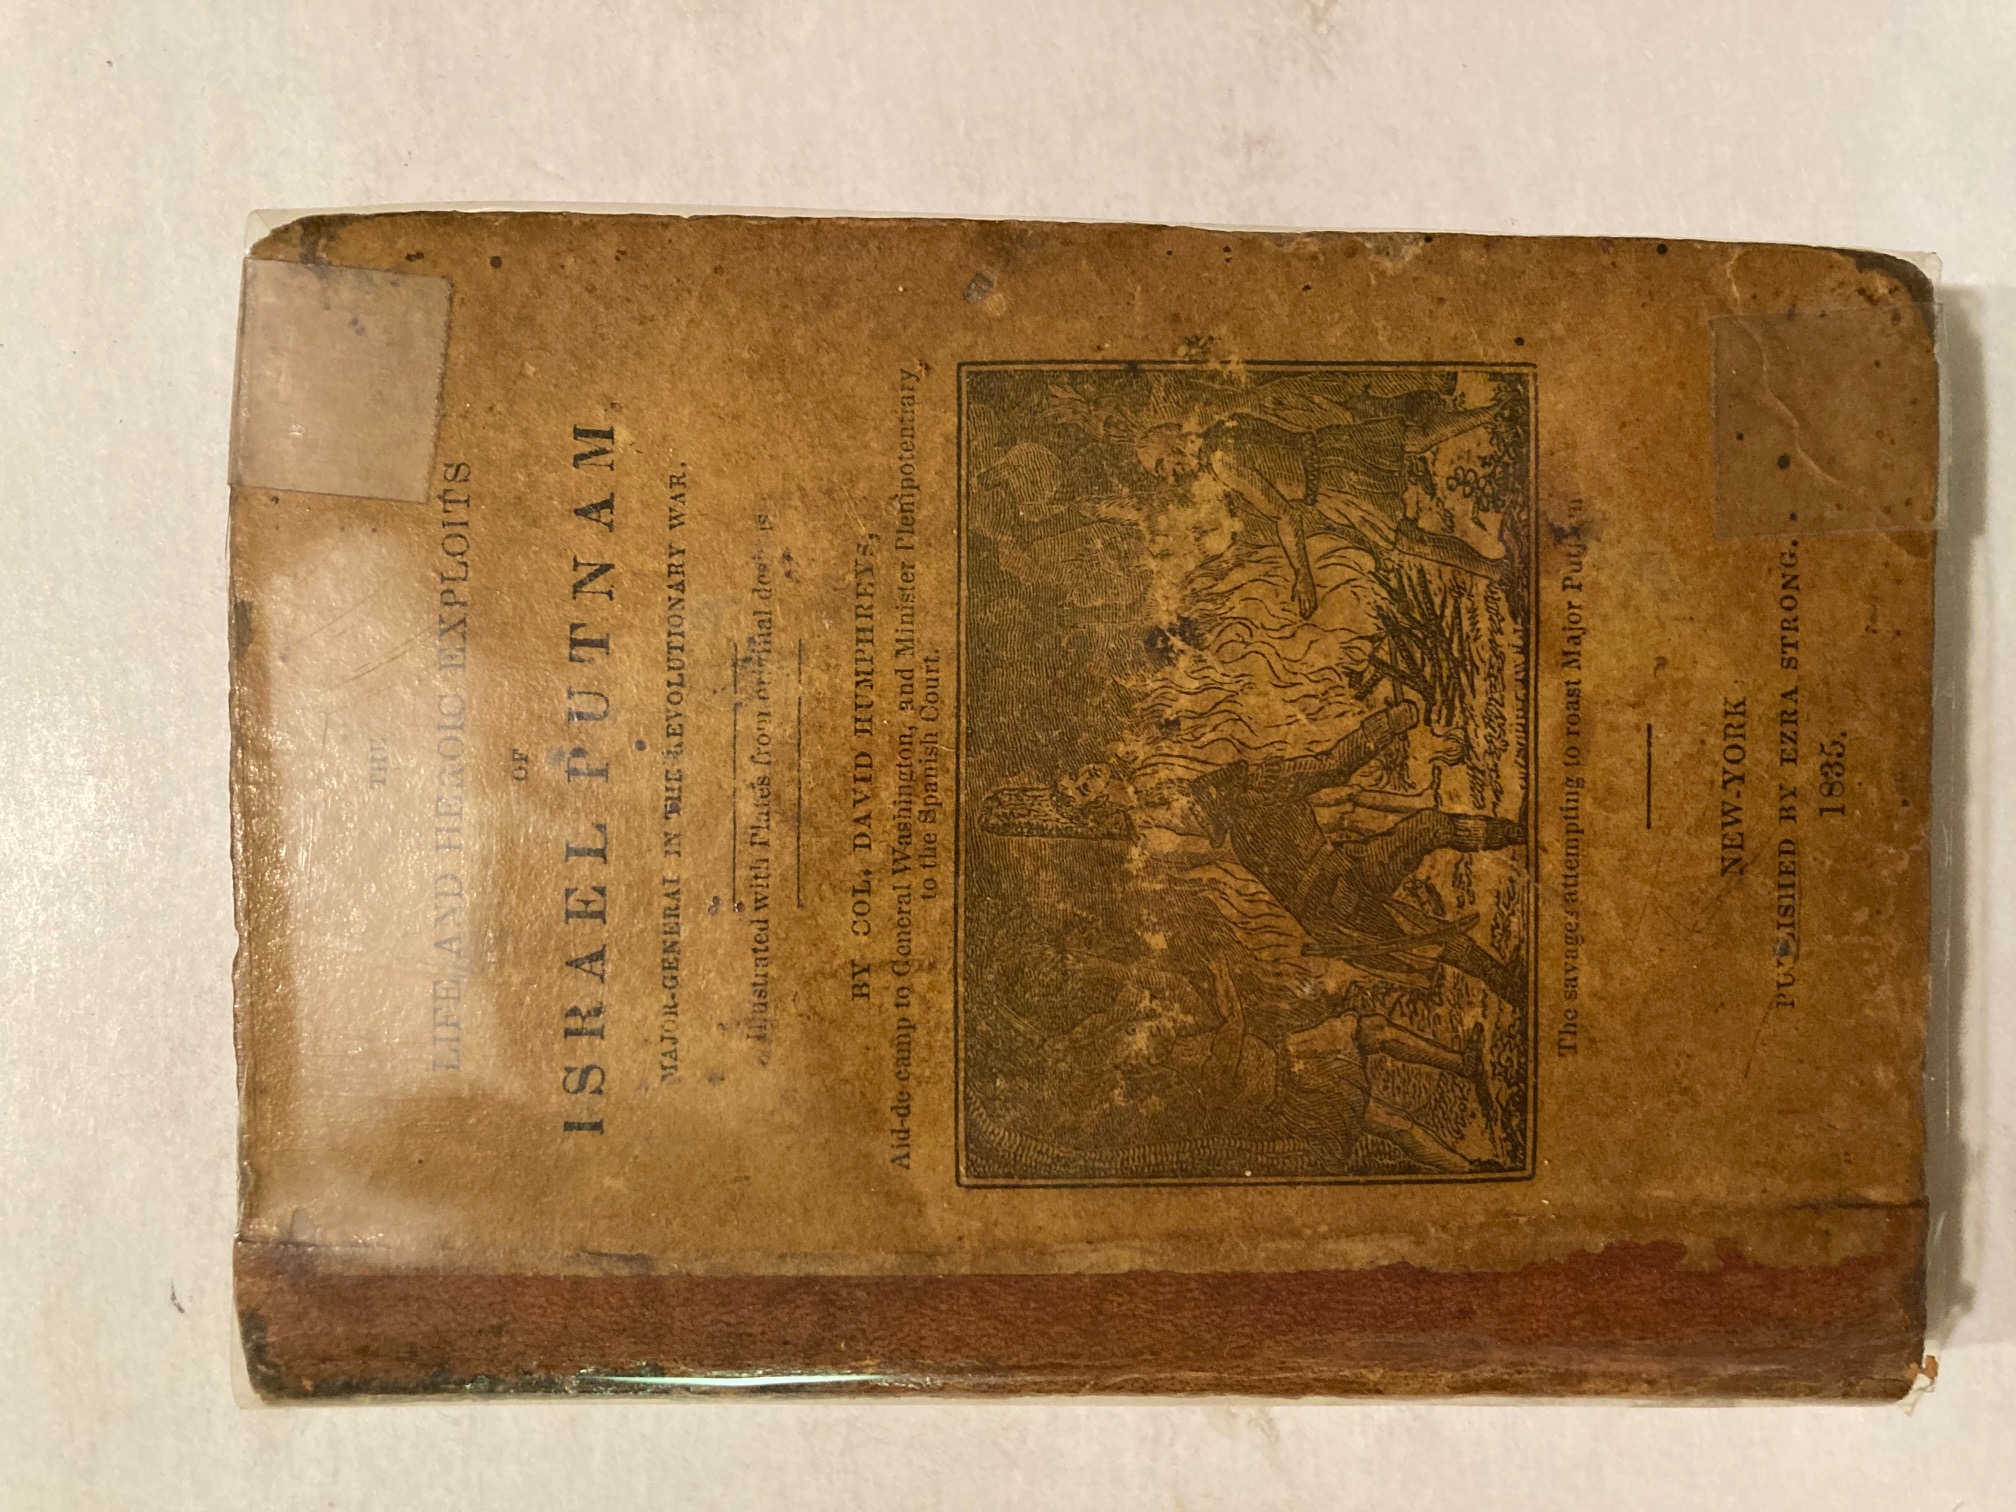 THE
LIFE AND HEROIC EXPLOITS
OF
ISRAEL PUTNAM,
MAJOR-GENERAL IN THE REVOLUTIONARY WAR.
Illustrated with Plates from original designs
BY COL. DAVID HUMPHREYS,
Aid-de-camp to General Washington, and Minister Plenipotentiary
to the Spanish Court.
The savages attempting to roast Major Putnam
NEW-YORK
PUBLISHED BY EZRA STRONG.
1835.